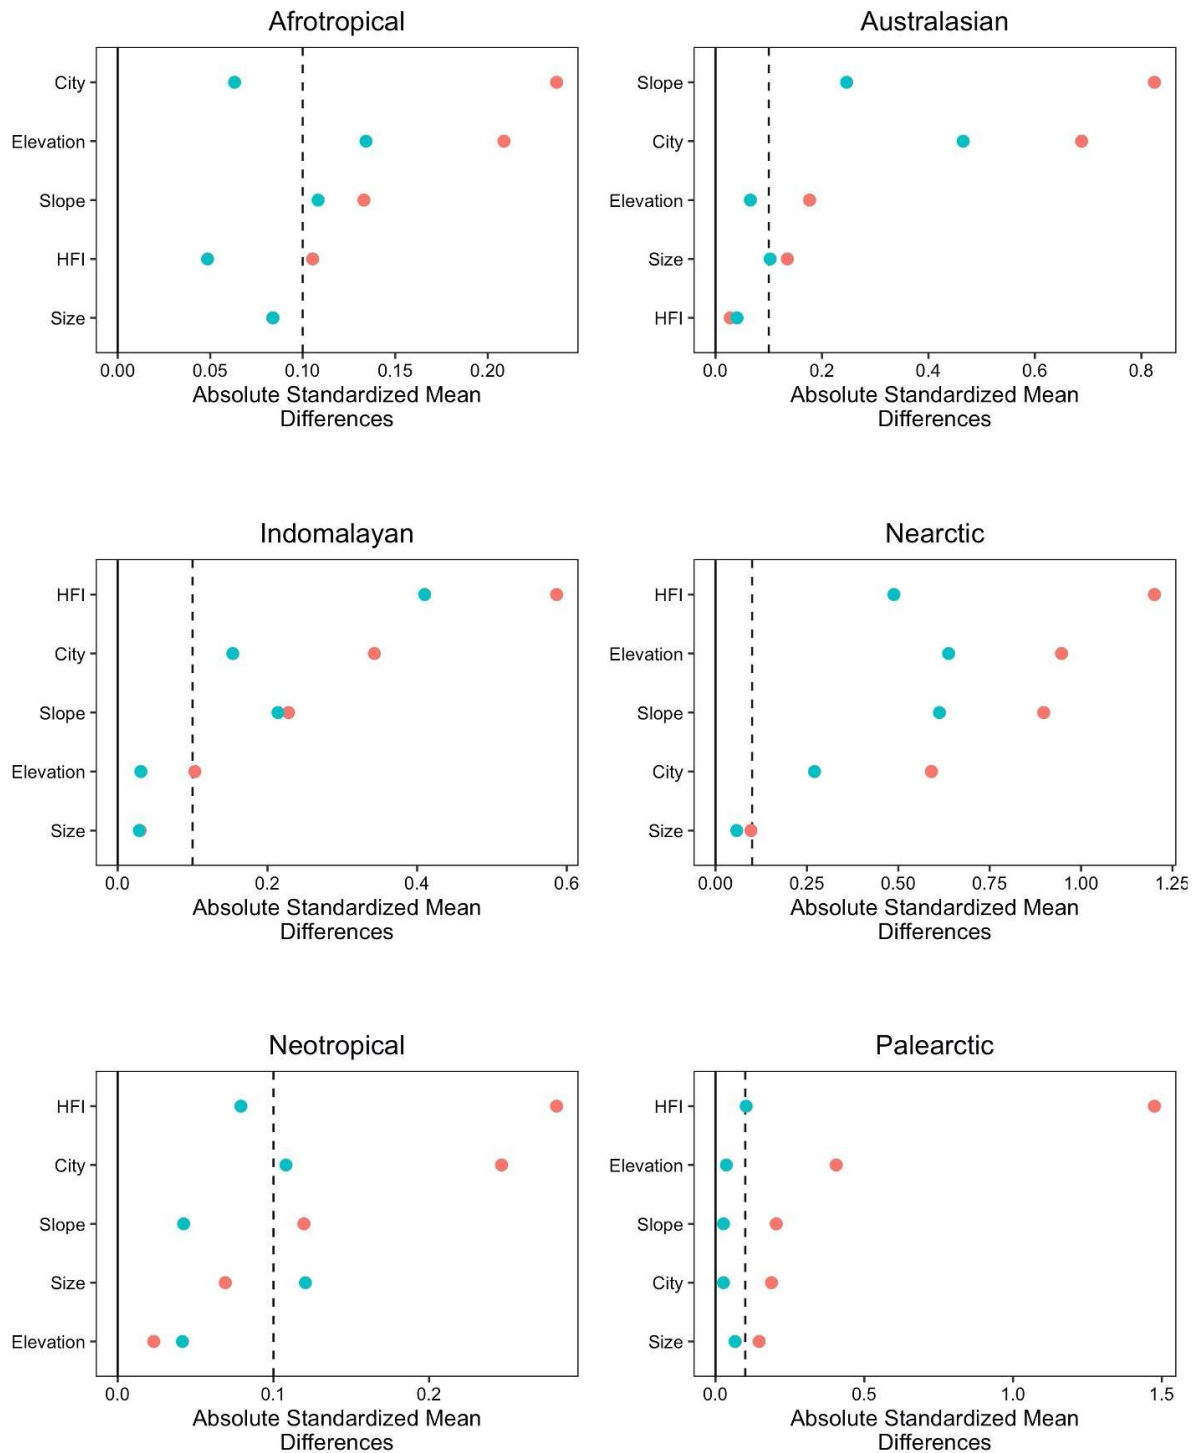 Afrotropical
City
Elevation
Slope
HFI
Size
0.00 0.05 0.10 0.15 0.20
Absolute Standardized Mean
Differences
Australasian
Slope
City
Elevation
Size
HFI
0.0 0.2 0.4 0.6 0.8
Absolute Standardized Mean
Differences
Indomalayan
HFI
City
Slope
Elevation
Size
0.0 0.2 0.4 0.6
Absolute Standardized Mean
Differences
Nearctic
HFI
Elevation
Slope
City
Size
0.00 0.25 0.50 0.75 1.00 1.25
Absolute Standardized Mean
Differences
Neotropical
HFI
City
Slope
Size
Elevation
0.0 0.1 0.2
Absolute Standardized Mean
Differences
Palearctic
HFI
Elevation
Slope
City
Size
0.0 0.5 1.0 1.5
Absolute Standardized Mean
Differences